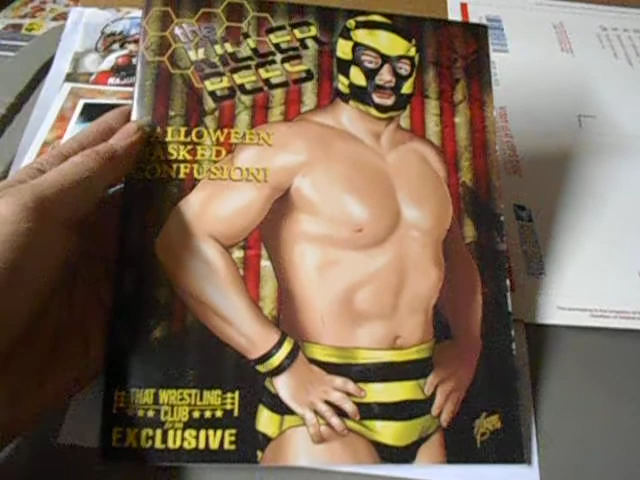 the
KILLER
BEES
HALLOWEEN
MASKED
CONFUSION!
THAT WRESTLING
CLUB
EXCLUSIVE